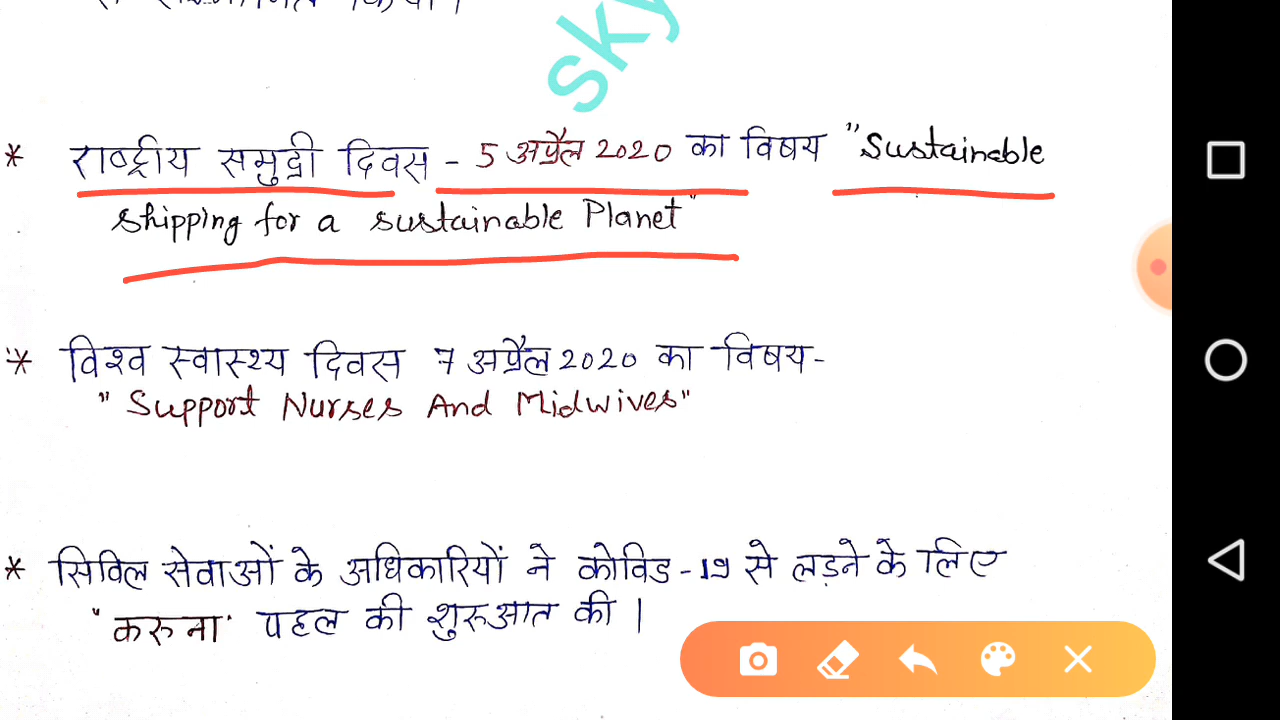 sky
* राष्ट्रीय समुद्री दिवस - 5 अप्रैल 2020 का विषय "Sustainable
shipping for a sustainable Planet"
* विश्व स्वास्थ्य दिवस 7 अप्रैल 2020 का विषय-
"Support Nurses And Midwives"
* सिविल सेवाओं के अधिकारियों ने कोविड-19 से लड़ने के लिए
"करुना" पहल की शुरुआत की।